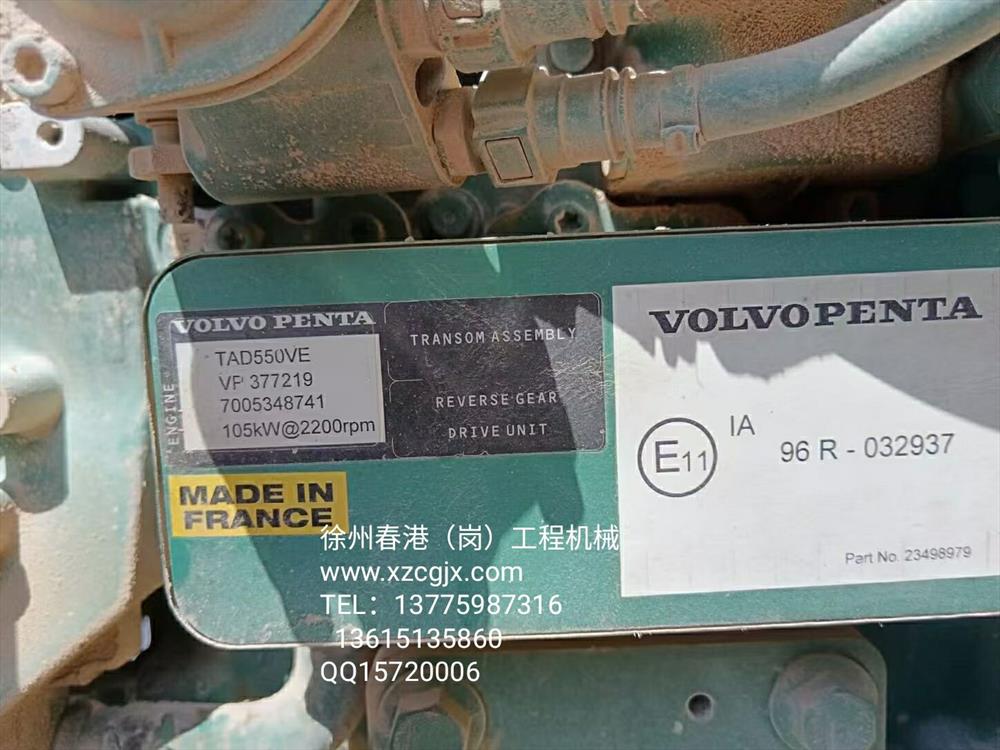 VOLVO PENTA
ENGINE
TAD550VE
VP 377219
7005348741
105kW@2200rpm
TRANSOM ASSEMBLY
REVERSE GEAR
DRIVE UNIT
MADE IN
FRANCE
VOLVO PENTA
E11
IA
96 R - 032937
Part No. 23498979
徐州春港（岗）工程机械
www.xzcgjx.com
TEL：13775987316
13615135860
QQ15720006